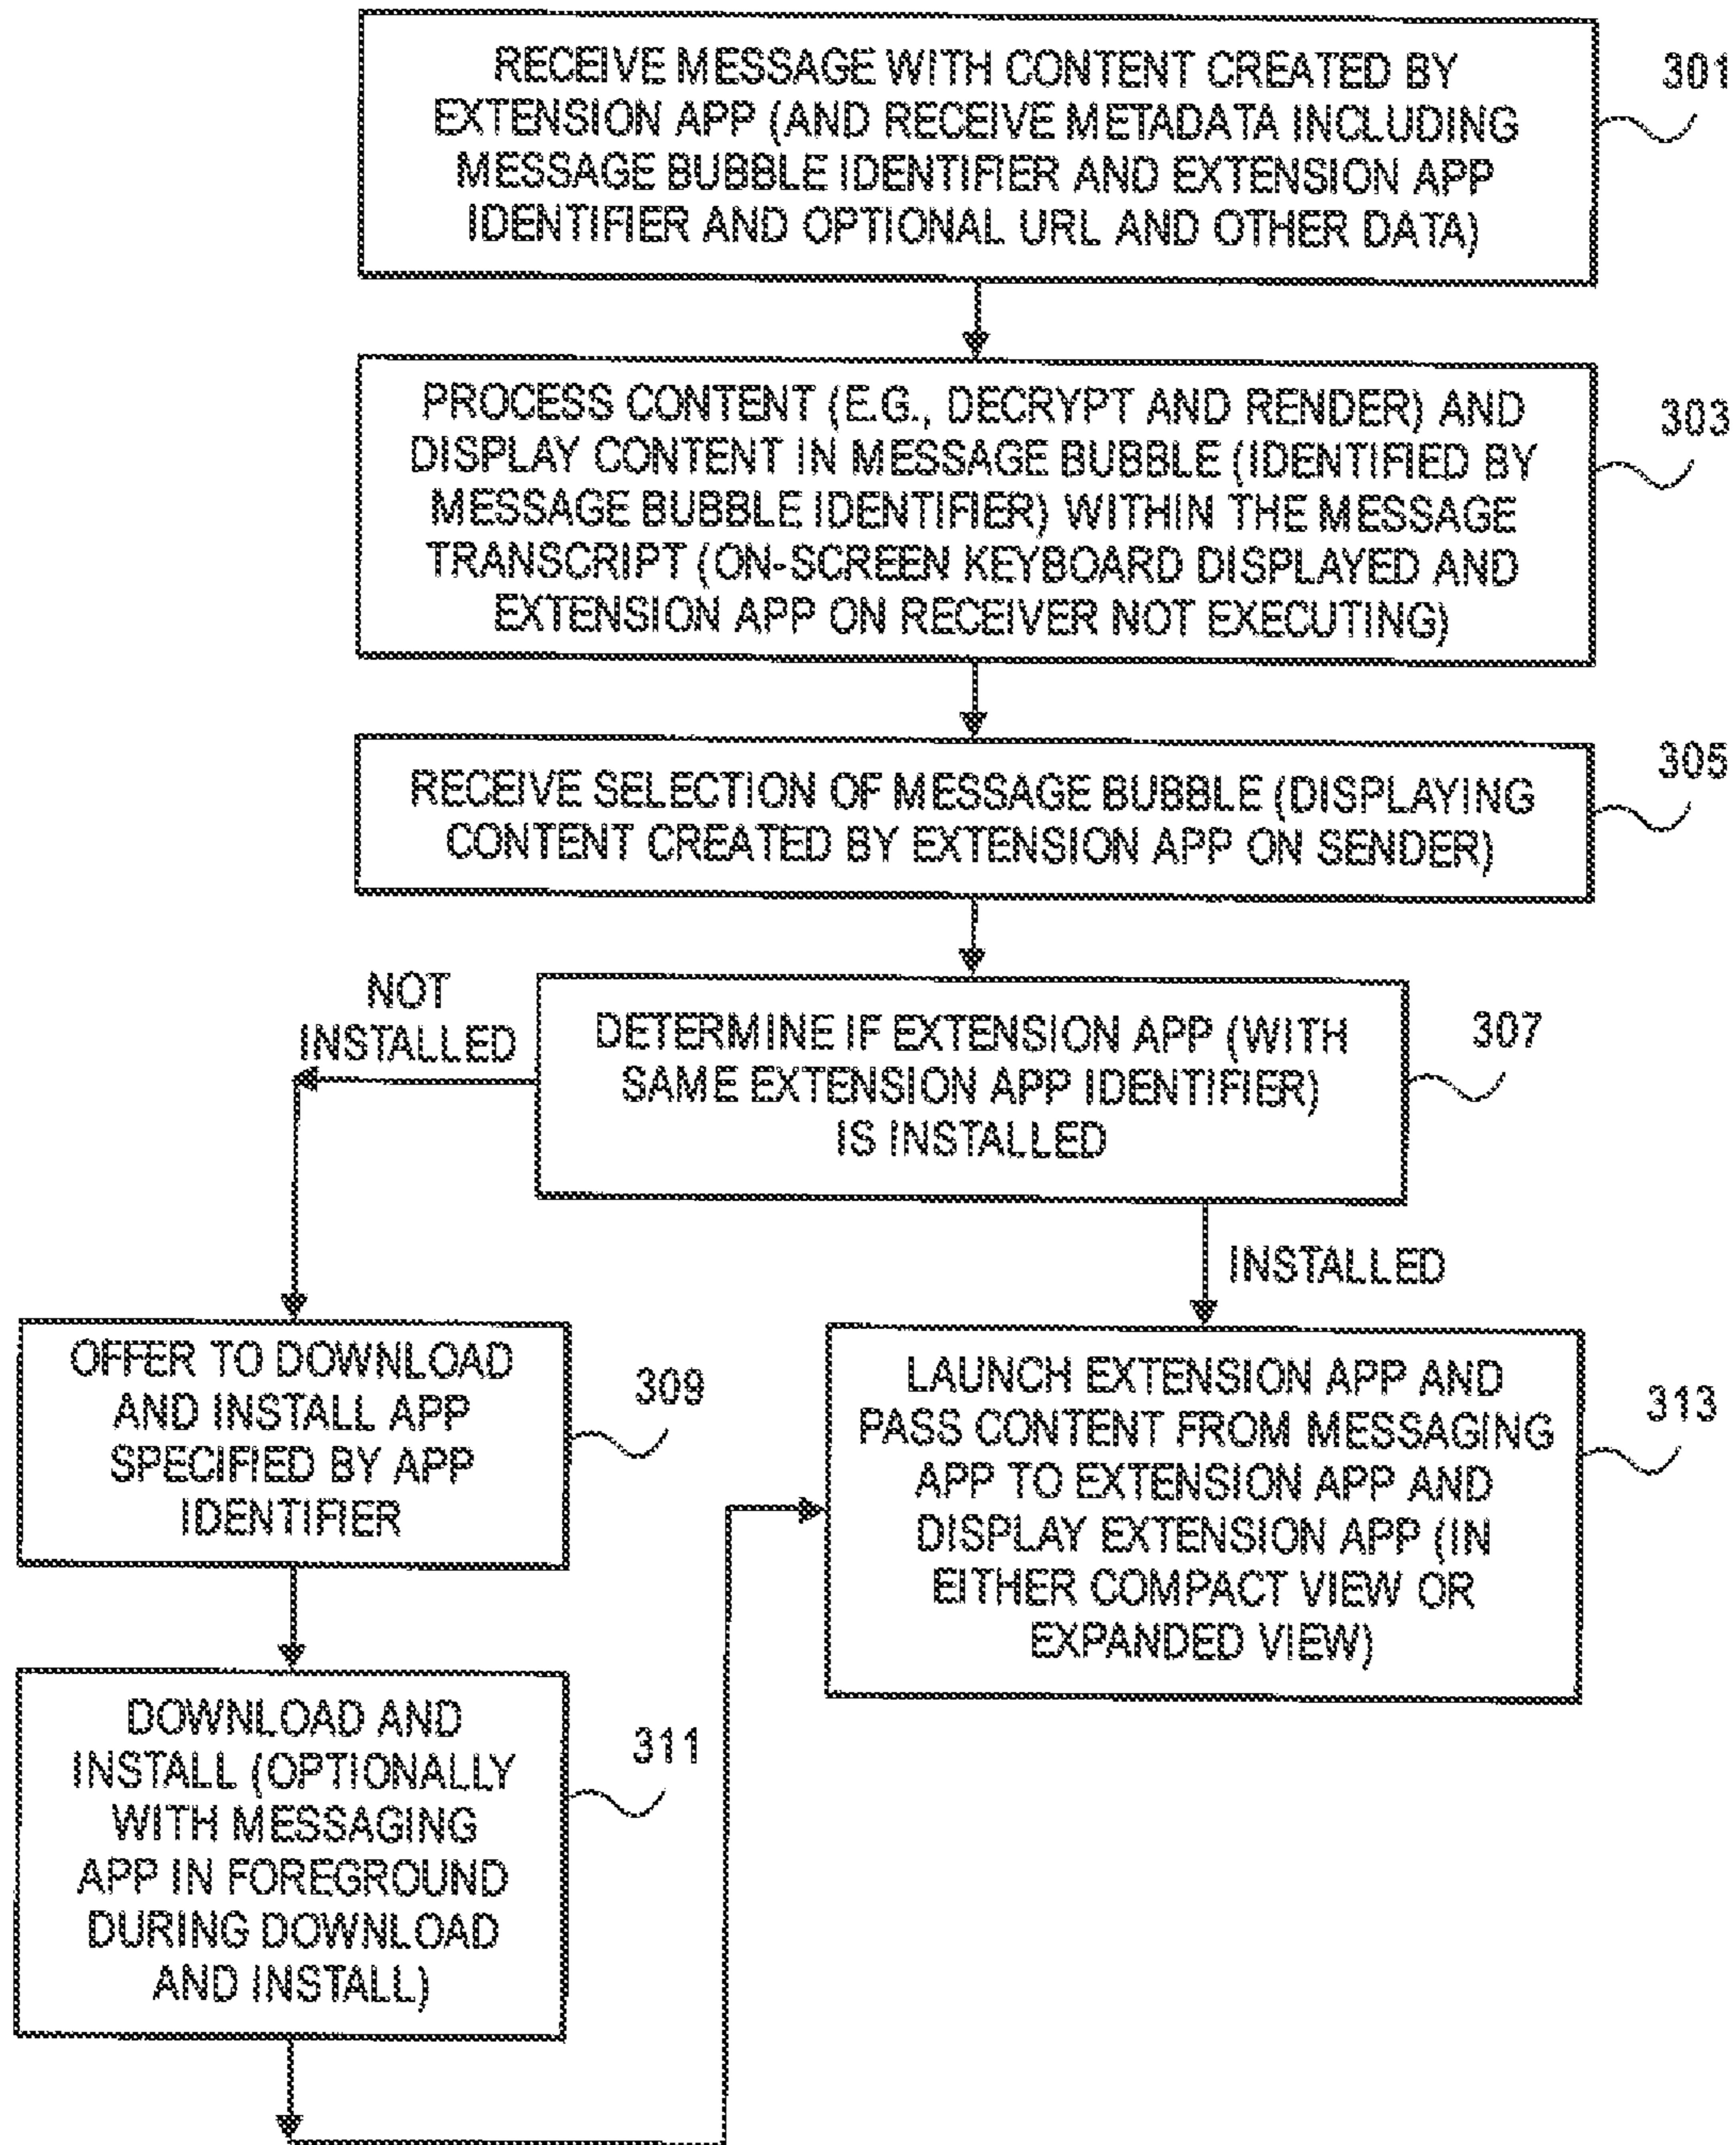 RECEIVE MESSAGE WITH CONTENT CREATED BY
EXTENSION APP (AND RECEIVE METADATA INCLUDING
MESSAGE BUBBLE IDENTIFIER AND EXTENSION APP
IDENTIFIER AND OPTIONAL URL AND OTHER DATA)
301
PROCESS CONTENT (E.G., DECRYPT AND RENDER) AND
DISPLAY CONTENT IN MESSAGE BUBBLE (IDENTIFIED BY
MESSAGE BUBBLE IDENTIFIER) WITHIN THE MESSAGE
TRANSCRIPT (ON-SCREEN KEYBOARD DISPLAYED AND
EXTENSION APP ON RECEIVER NOT EXECUTING)
303
RECEIVE SELECTION OF MESSAGE BUBBLE (DISPLAYING
CONTENT CREATED BY EXTENSION APP ON SENDER)
305
NOT
INSTALLED
DETERMINE IF EXTENSION APP (WITH
SAME EXTENSION APP IDENTIFIER)
IS INSTALLED
307
INSTALLED
OFFER TO DOWNLOAD
AND INSTALL APP
SPECIFIED BY APP
IDENTIFIER
309
LAUNCH EXTENSION APP AND
PASS CONTENT FROM MESSAGING
APP TO EXTENSION APP AND
DISPLAY EXTENSION APP (IN
EITHER COMPACT VIEW OR
EXPANDED VIEW)
313
DOWNLOAD AND
INSTALL (OPTIONALLY
WITH MESSAGING
APP IN FOREGROUND
DURING DOWNLOAD
AND INSTALL)
311